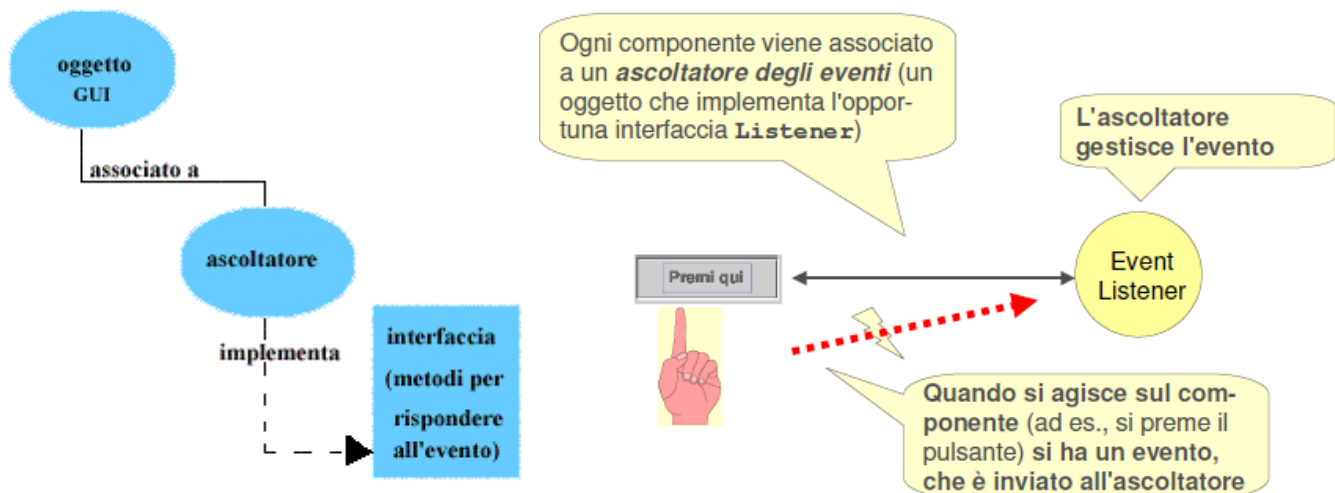 oggetto
GUI
associato a
ascoltatore
implementa
interfaccia
(metodi per
rispondere
all'evento)
Ogni componente viene associato
a un ascoltatore degli eventi (un
oggetto che implementa l'oppor-
tuna interfaccia Listener)
L'ascoltatore
gestisce l'evento
Premi qui
Event
Listener
Quando si agisce sul com-
ponente (ad es., si preme il
pulsante) si ha un evento,
che è inviato all'ascoltatore